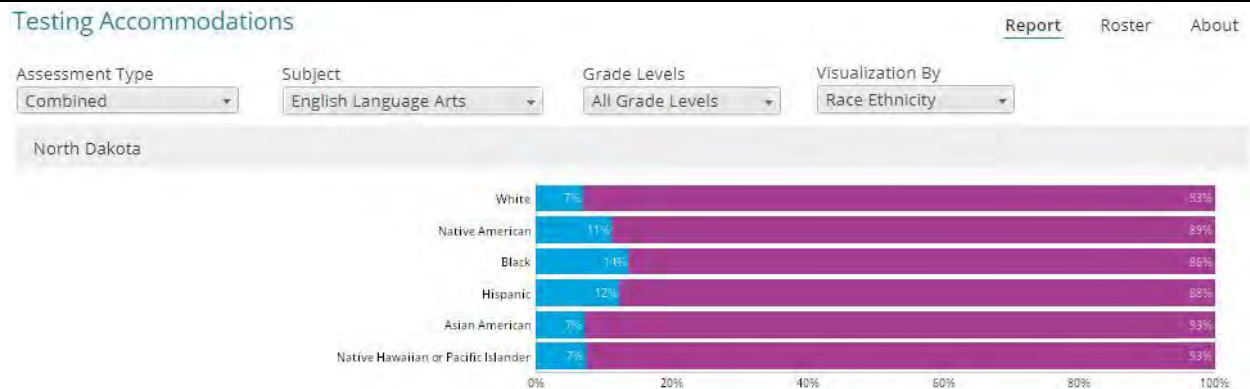 Testing Accommodations
Report Roster About
Assessment Type Subject Grade Levels Visualization By
Combined English Language Arts All Grade Levels Race Ethnicity
North Dakota
White 7% 93%
Native American 11% 89%
Black 14% 86%
Hispanic 12% 88%
Asian American 7% 93%
Native Hawaiian or Pacific Islander 7% 93%
0% 20% 40% 60% 80% 100%